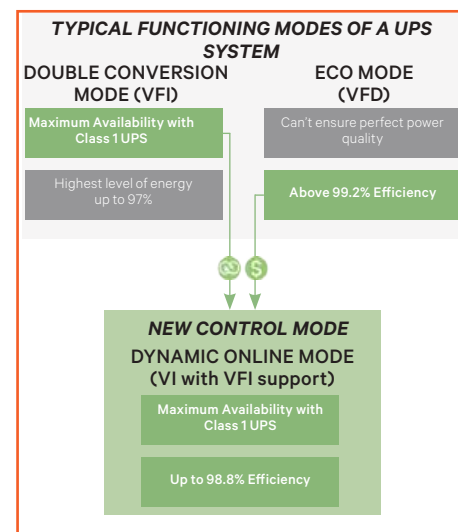 TYPICAL FUNCTIONING MODES OF A UPS
SYSTEM
DOUBLE CONVERSION
MODE (VFI)
Maximum Availability with
Class 1 UPS
Highest level of energy
up to 97%
ECO MODE
(VFD)
Can't ensure perfect power
quality
Above 99.2% Efficiency
$
NEW CONTROL MODE
DYNAMIC ONLINE MODE
(VI with VFI support)
Maximum Availability with
Class 1 UPS
Up to 98.8% Efficiency